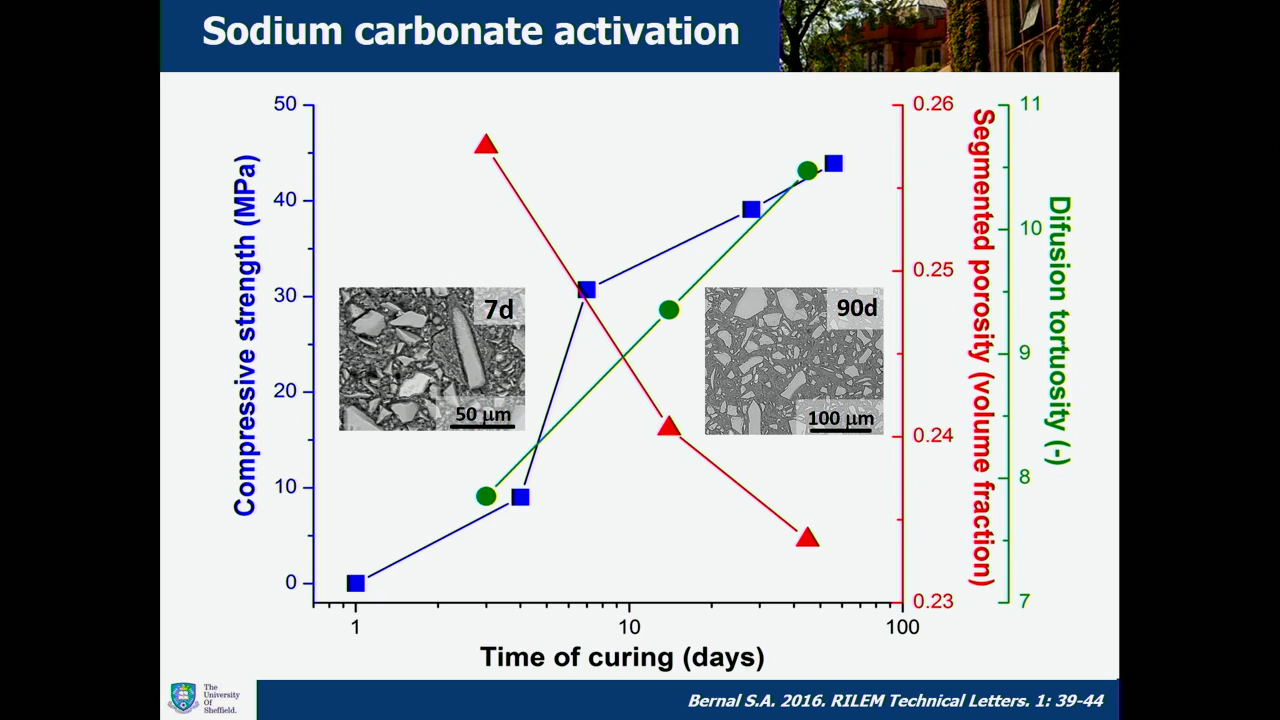 Sodium carbonate activation
50
40
30
20
10
0
Compressive strength (MPa)
7d
50 μm
90d
100 μm
0.26
0.25
0.24
0.23
Segmented porosity (volume fraction)
11
10
9
8
7
Difusion tortuosity (-)
1
10
100
Time of curing (days)
The
University
Of
Sheffield.
Bernal S.A. 2016. RILEM Technical Letters. 1: 39-44